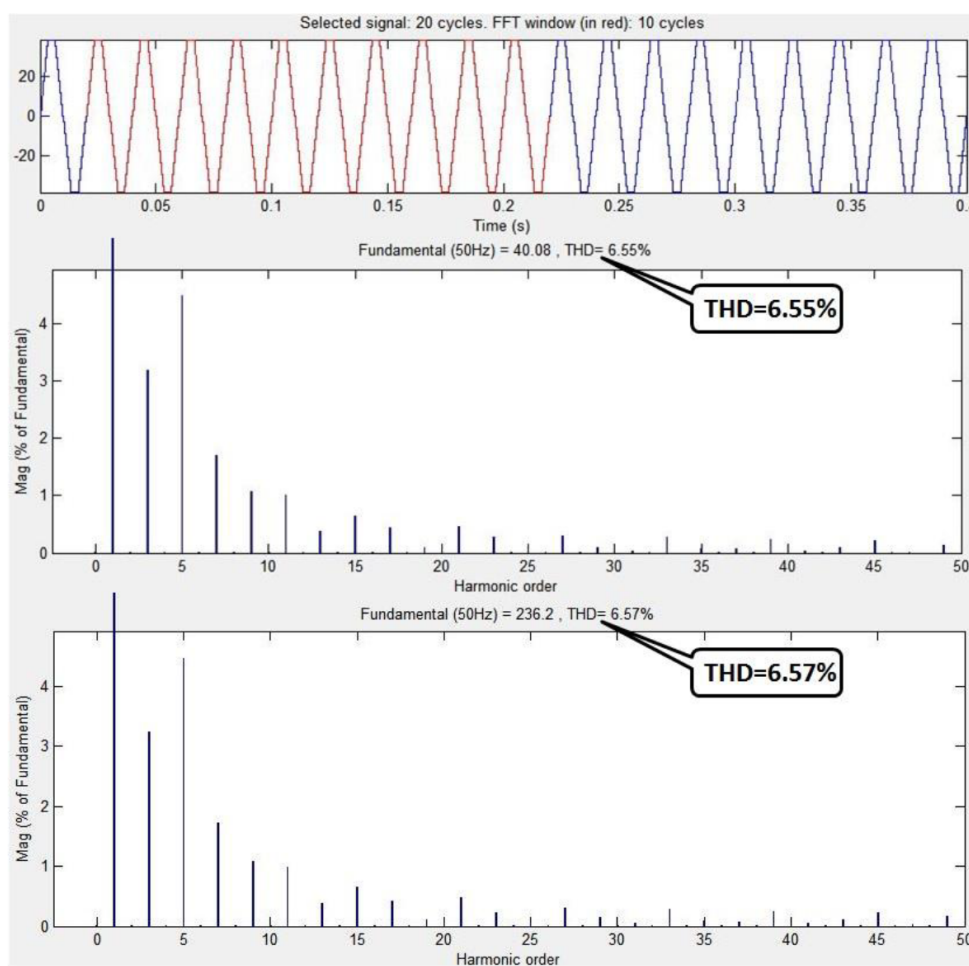 Selected signal: 20 cycles. FFT window (in red): 10 cycles
20
0
-20
0 0.05 0.1 0.15 0.2 0.25 0.3 0.35
Time (s)
Fundamental (50Hz) = 40.08 , THD= 6.55%
THD=6.55%
Mag (% of Fundamental)
4
3
2
1
0
0 5 10 15 20 25 30 35 40 45 50
Harmonic order
Fundamental (50Hz) = 236.2 , THD= 6.57%
THD=6.57%
Mag (% of Fundamental)
4
3
2
1
0
0 5 10 15 20 25 30 35 40 45 50
Harmonic order